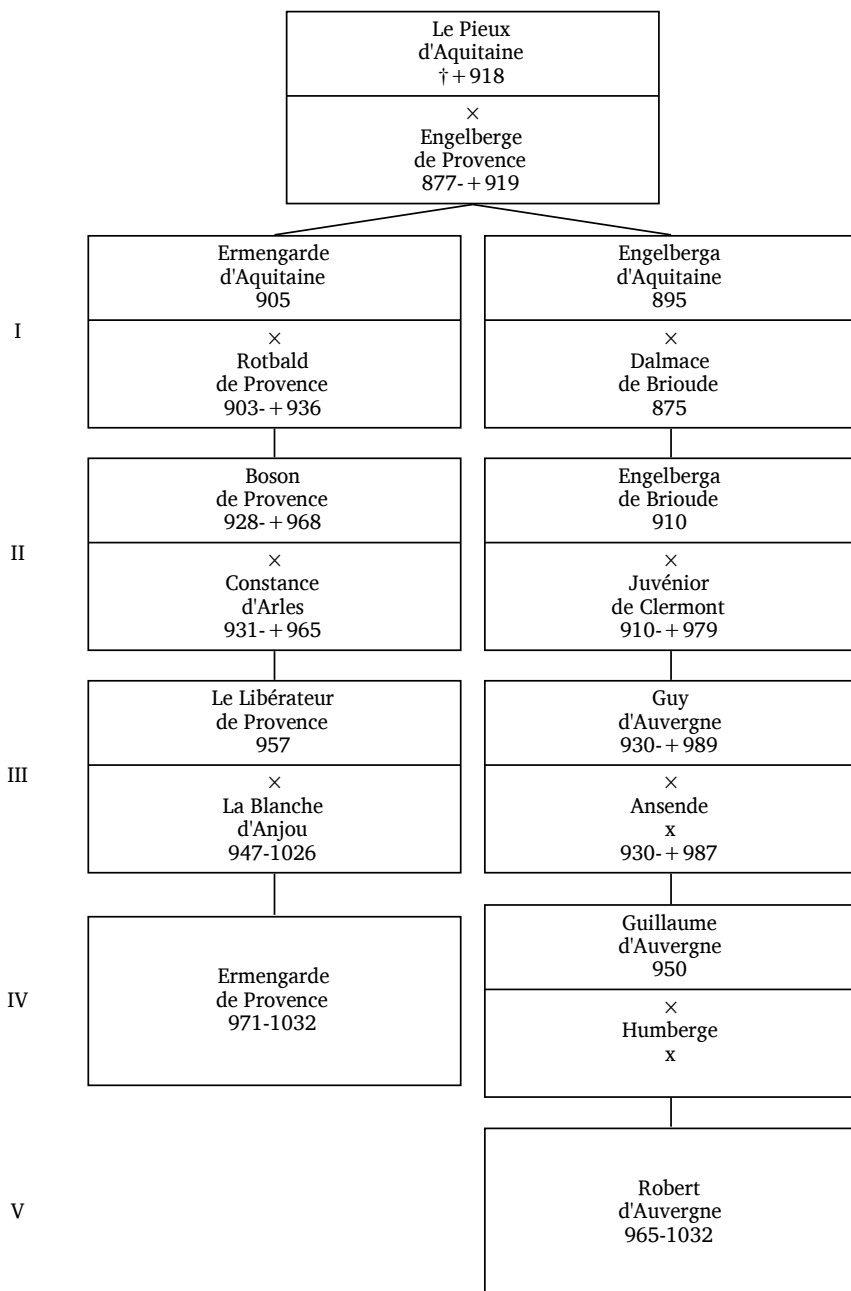 Le Pieux
d'Aquitaine
†+918
×
Engelberge
de Provence
877-+919
Ermengarde
d'Aquitaine
905
×
Rotbald
de Provence
903-+936
Engelberga
d'Aquitaine
895
×
Dalmace
de Brioude
875
I
Boson
de Provence
928-+968
×
Constance
d'Arles
931-+965
Engelberga
de Brioude
910
×
Juvénior
de Clermont
910-+979
II
Le Libérateur
de Provence
957
×
La Blanche
d'Anjou
947-1026
Guy
d'Auvergne
930-+989
×
Ansende
x
930-+987
III
Ermengarde
de Provence
971-1032
Guillaume
d'Auvergne
950
×
Humberge
x
IV
Robert
d'Auvergne
965-1032
V